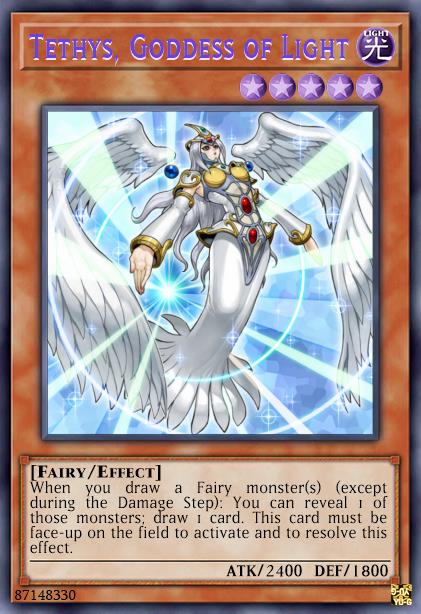 Tethys, Goddess of Light
LIGHT
光
[Fairy/Effect]
When you draw a Fairy monster(s) (except
during the Damage Step): You can reveal 1 of
those monsters; draw 1 card. This card must be
face-up on the field to activate and to resolve this
effect.
ATK/2400 DEF/1800
87148330